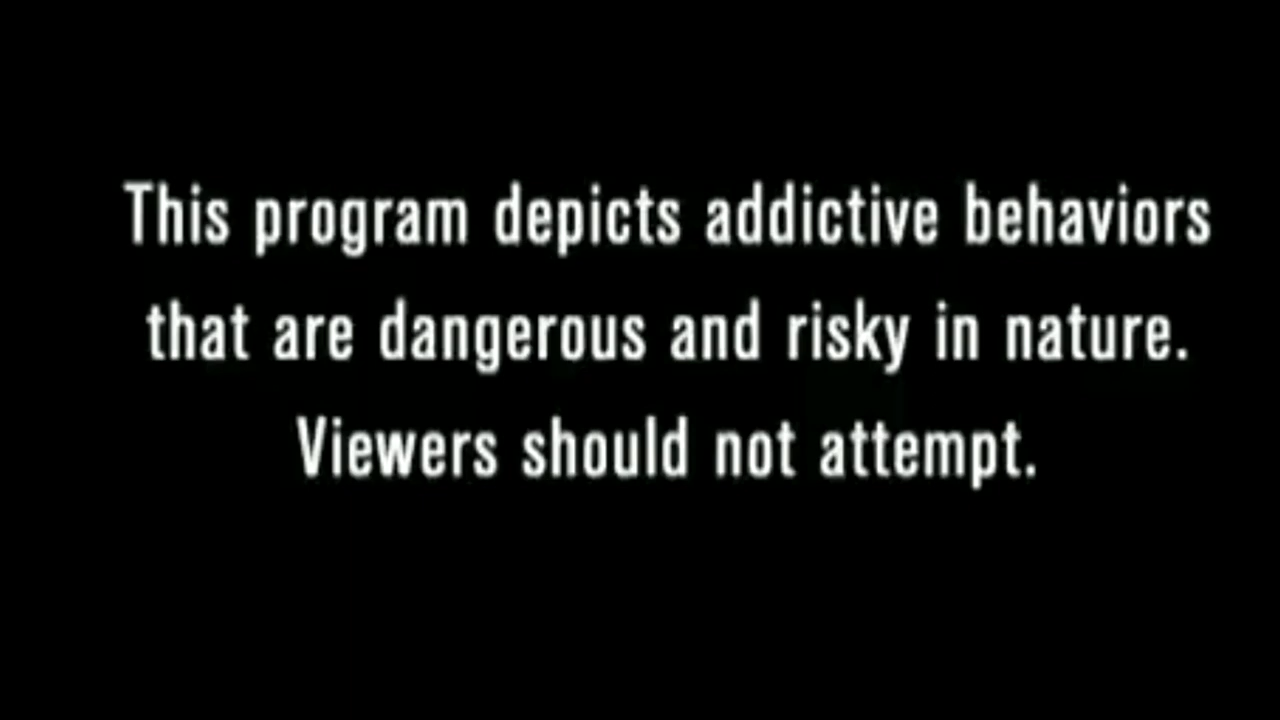 This program depicts addictive behaviors
that are dangerous and risky in nature.
Viewers should not attempt.